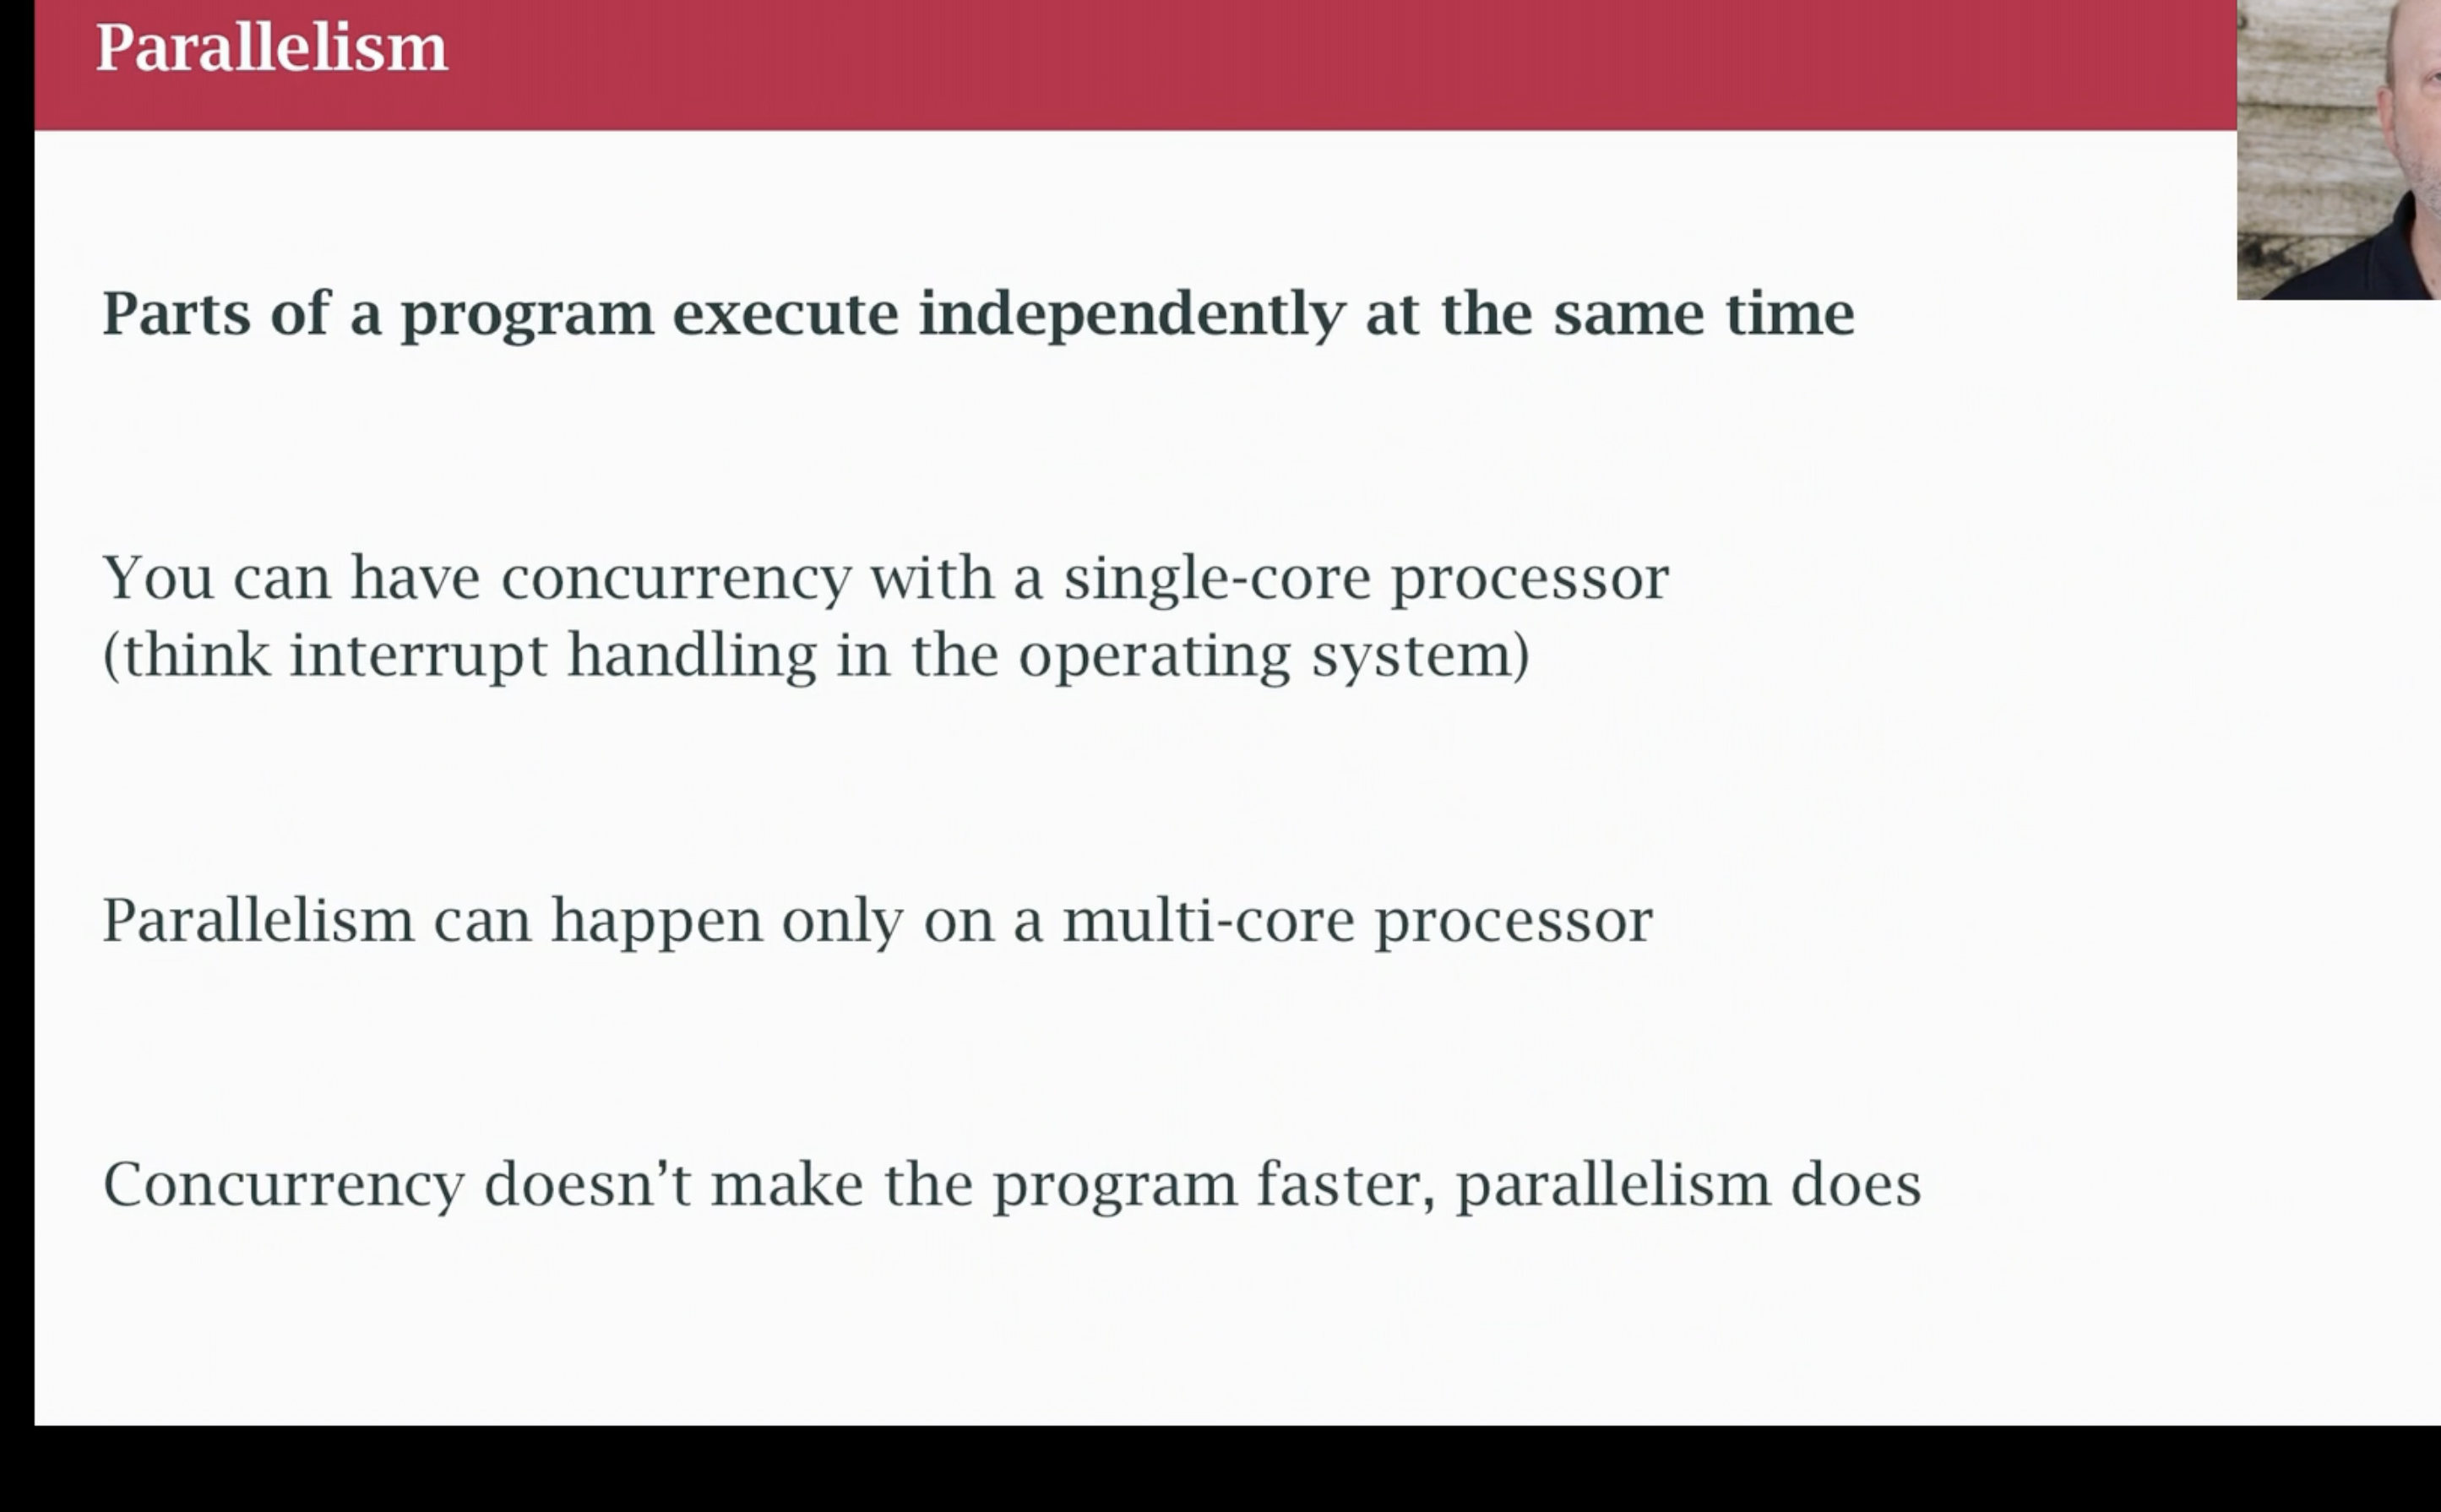 Parallelism
Parts of a program execute independently at the same time
You can have concurrency with a single-core processor
(think interrupt handling in the operating system)
Parallelism can happen only on a multi-core processor
Concurrency doesn’t make the program faster, parallelism does